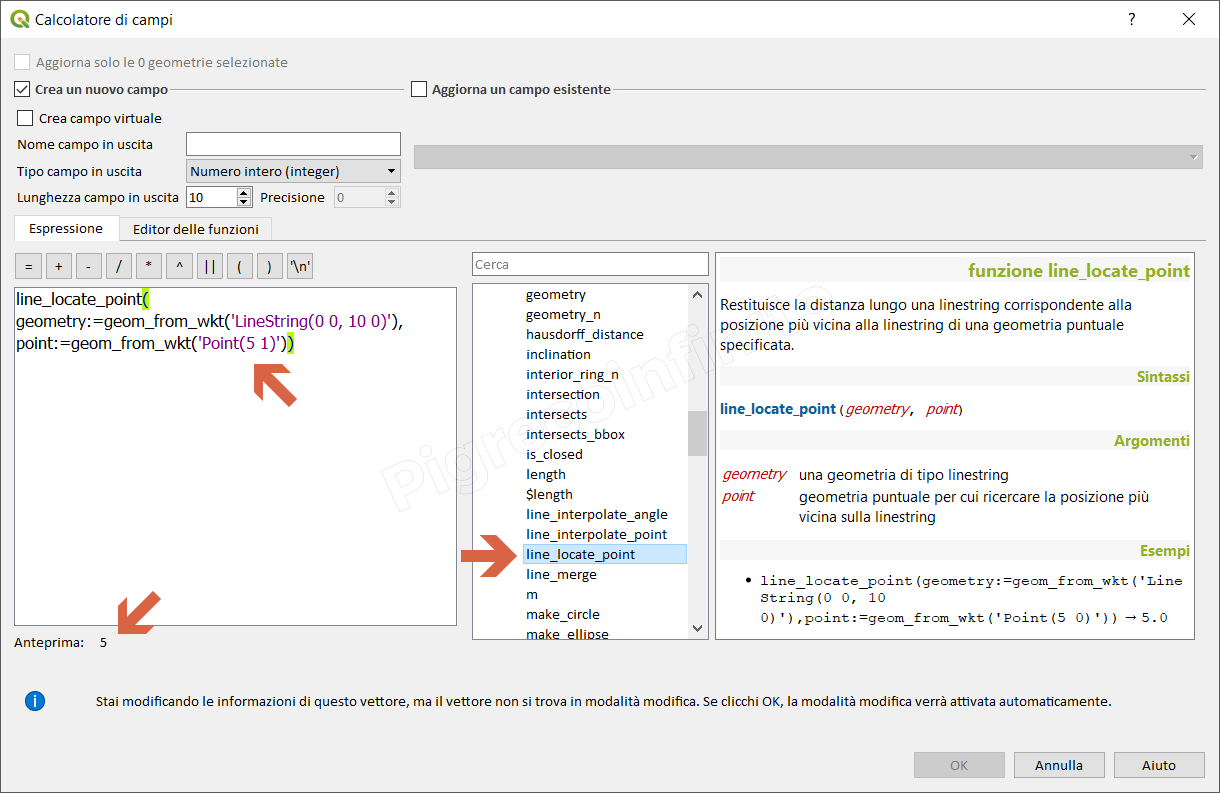 Calcolatore di campi
?
Aggiorna solo le 0 geometrie selezionate
Crea un nuovo campo
Aggiorna un campo esistente
Crea campo virtuale
Nome campo in uscita
Tipo campo in uscita Numero intero (integer)
Lunghezza campo in uscita 10 Precisione 0
Espressione Editor delle funzioni
= + - / * ^ || ( ) '\n'
line_locate_point(
geometry:=geom_from_wkt('LineString(0 0, 10 0)'),
point:=geom_from_wkt('Point(5 1)'))
Anteprima: 5
Cerca
geometry
geometry_n
hausdorff_distance
inclination
interior_ring_n
intersection
intersects
intersects_bbox
is_closed
length
$length
line_interpolate_angle
line_interpolate_point
line_locate_point
line_merge
m
make_circle
make_ellipse
funzione line_locate_point
Restituisce la distanza lungo una linestring corrispondente alla
posizione più vicina alla linestring di una geometria puntuale
specificata.
Sintassi
line_locate_point(geometry, point)
Argomenti
geometry una geometria di tipo linestring
point geometria puntuale per cui ricercare la posizione più
vicina sulla linestring
Esempi
• line_locate_point(geometry:=geom_from_wkt('Line
String(0 0, 10
0)'),point:=geom_from_wkt('Point(5 0)')) → 5.0
Pigrecoinfinito
Stai modificando le informazioni di questo vettore, ma il vettore non si trova in modalità modifica. Se clicchi OK, la modalità modifica verrà attivata automaticamente.
OK Annulla Aiuto